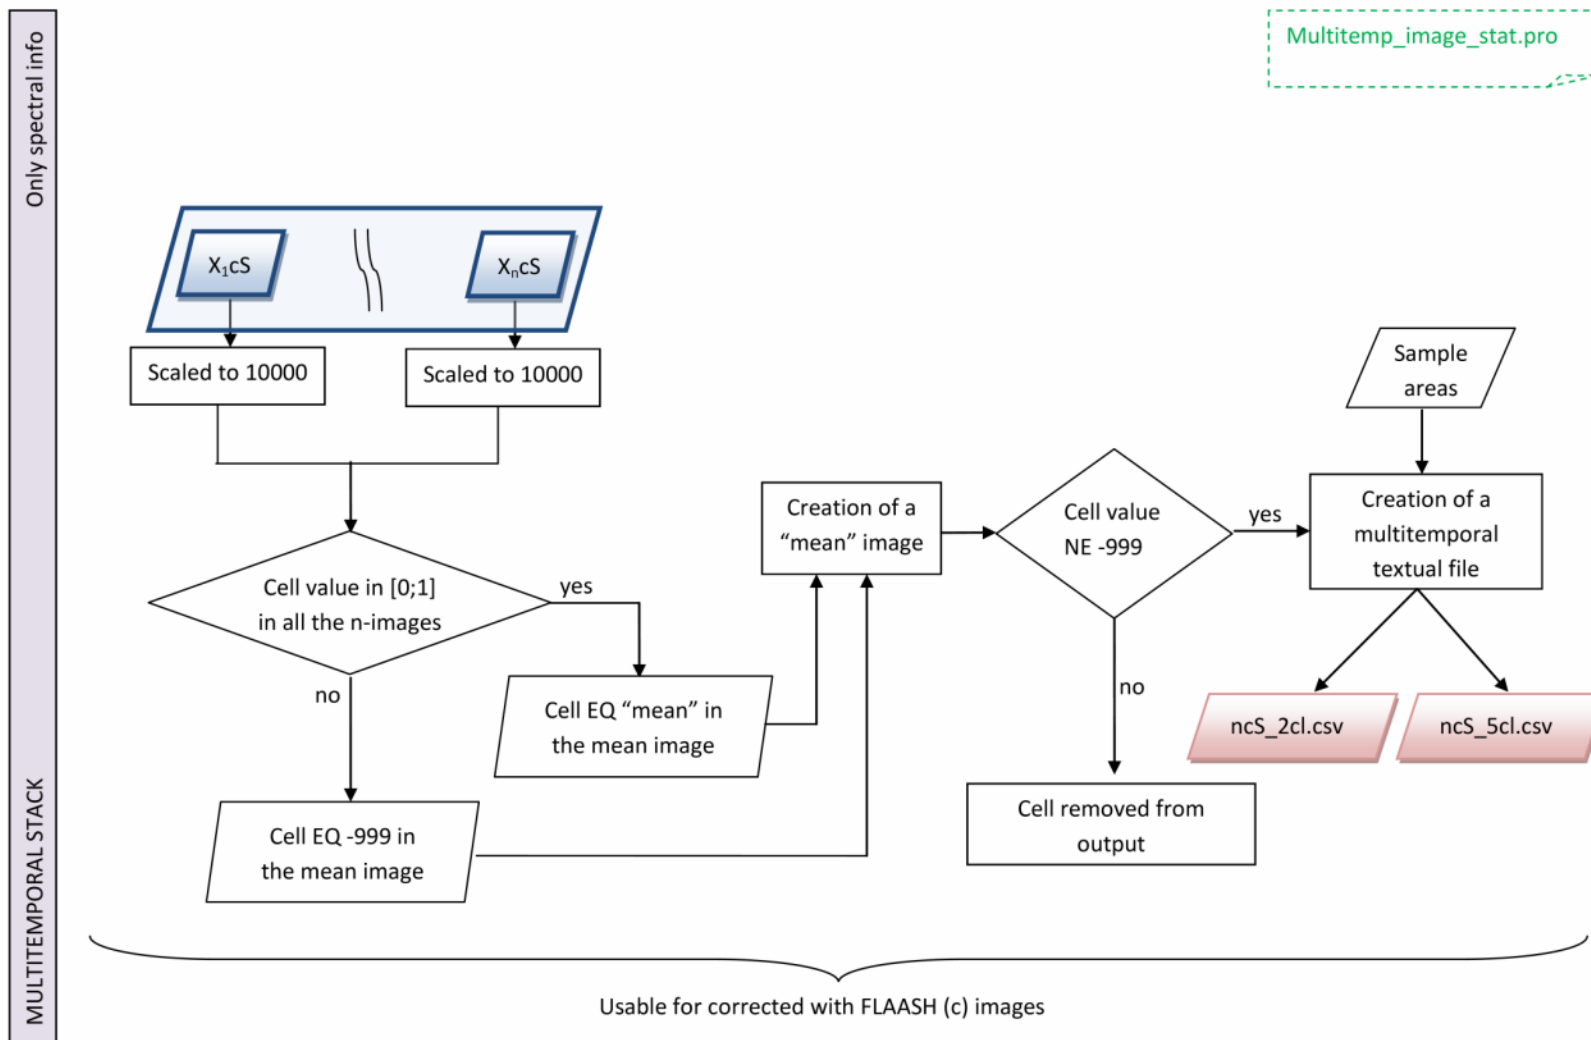 Only spectral info
MULTITEMPORAL STACK
Multitemp_image_stat.pro
X₁cS
XₙcS
Scaled to 10000
Scaled to 10000
Cell value in [0;1]
in all the n-images
yes
no
Cell EQ “mean” in
the mean image
Cell EQ -999 in
the mean image
Creation of a
“mean” image
Cell value
NE -999
yes
no
Cell removed from
output
Sample
areas
Creation of a
multitemporal
textual file
ncS_2cl.csv
ncS_5cl.csv
Usable for corrected with FLAASH (c) images